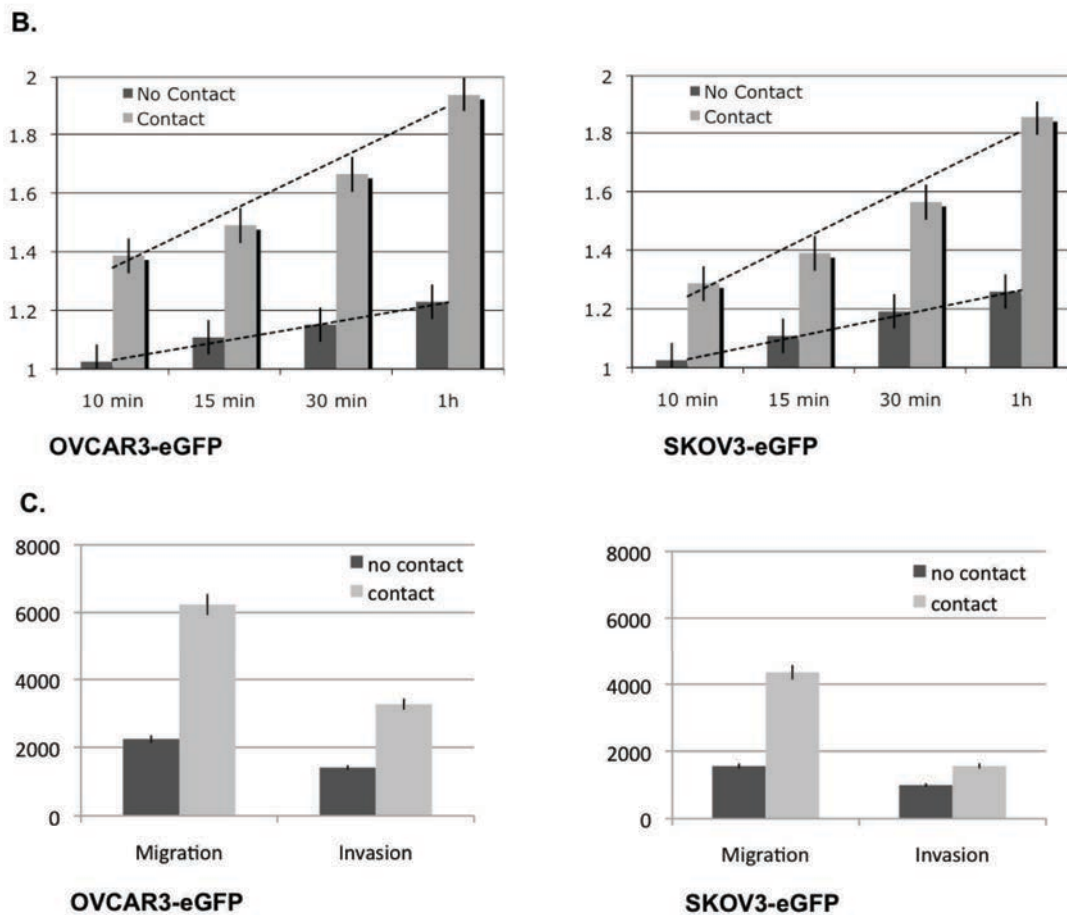 B.
2
1.8
1.6
1.4
1.2
1
No Contact
Contact
10 min 15 min 30 min 1h
OVCAR3-eGFP
2
1.8
1.6
1.4
1.2
1
No Contact
Contact
10 min 15 min 30 min 1h
SKOV3-eGFP
C.
8000
6000
4000
2000
0
no contact
contact
Migration Invasion
OVCAR3-eGFP
8000
6000
4000
2000
0
no contact
contact
Migration Invasion
SKOV3-eGFP